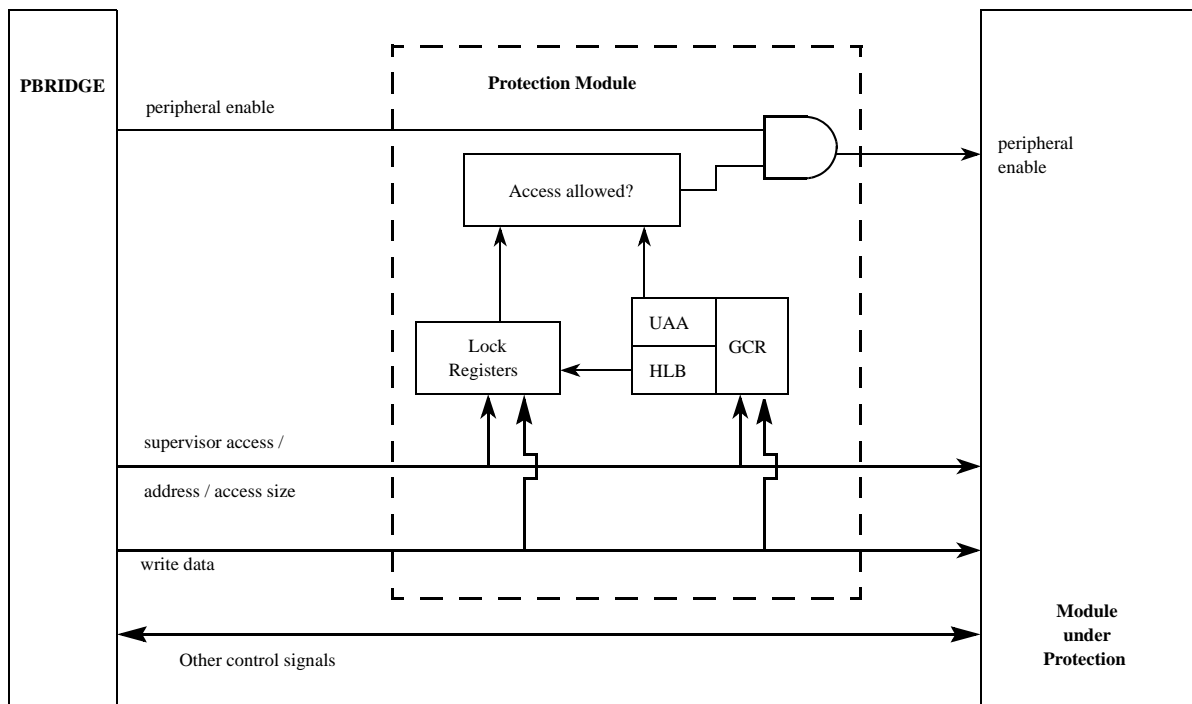 PBRIDGE
Protection Module
peripheral enable
peripheral
enable
Access allowed?
UAA
GCR
HLB
Lock
Registers
supervisor access /
address / access size
write data
Other control signals
Module
under
Protection